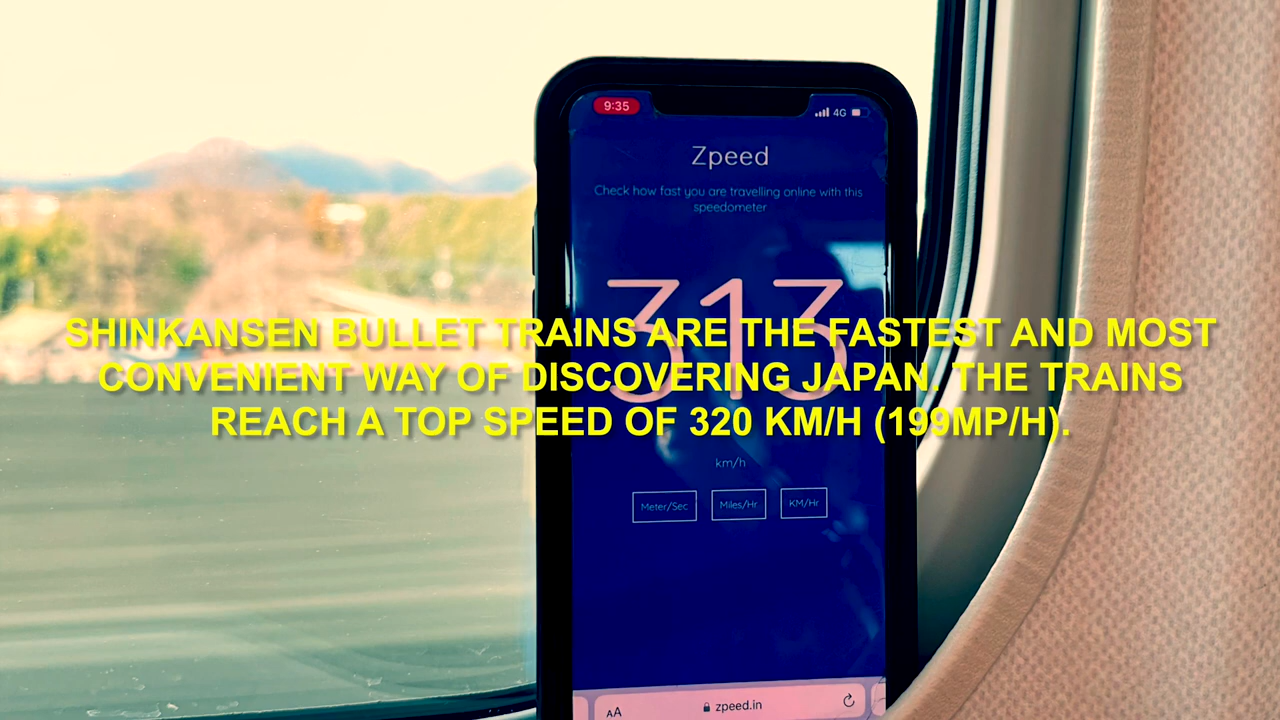 9:35
4G
Zpeed
Check how fast you are travelling online with this
speedometer
313
SHINKANSEN BULLET TRAINS ARE THE FASTEST AND MOST
CONVENIENT WAY OF DISCOVERING JAPAN. THE TRAINS
REACH A TOP SPEED OF 320 KM/H (199MP/H).
km/h
Meter/Sec
Miles/Hr
KM/Hr
AA
zpeed.in